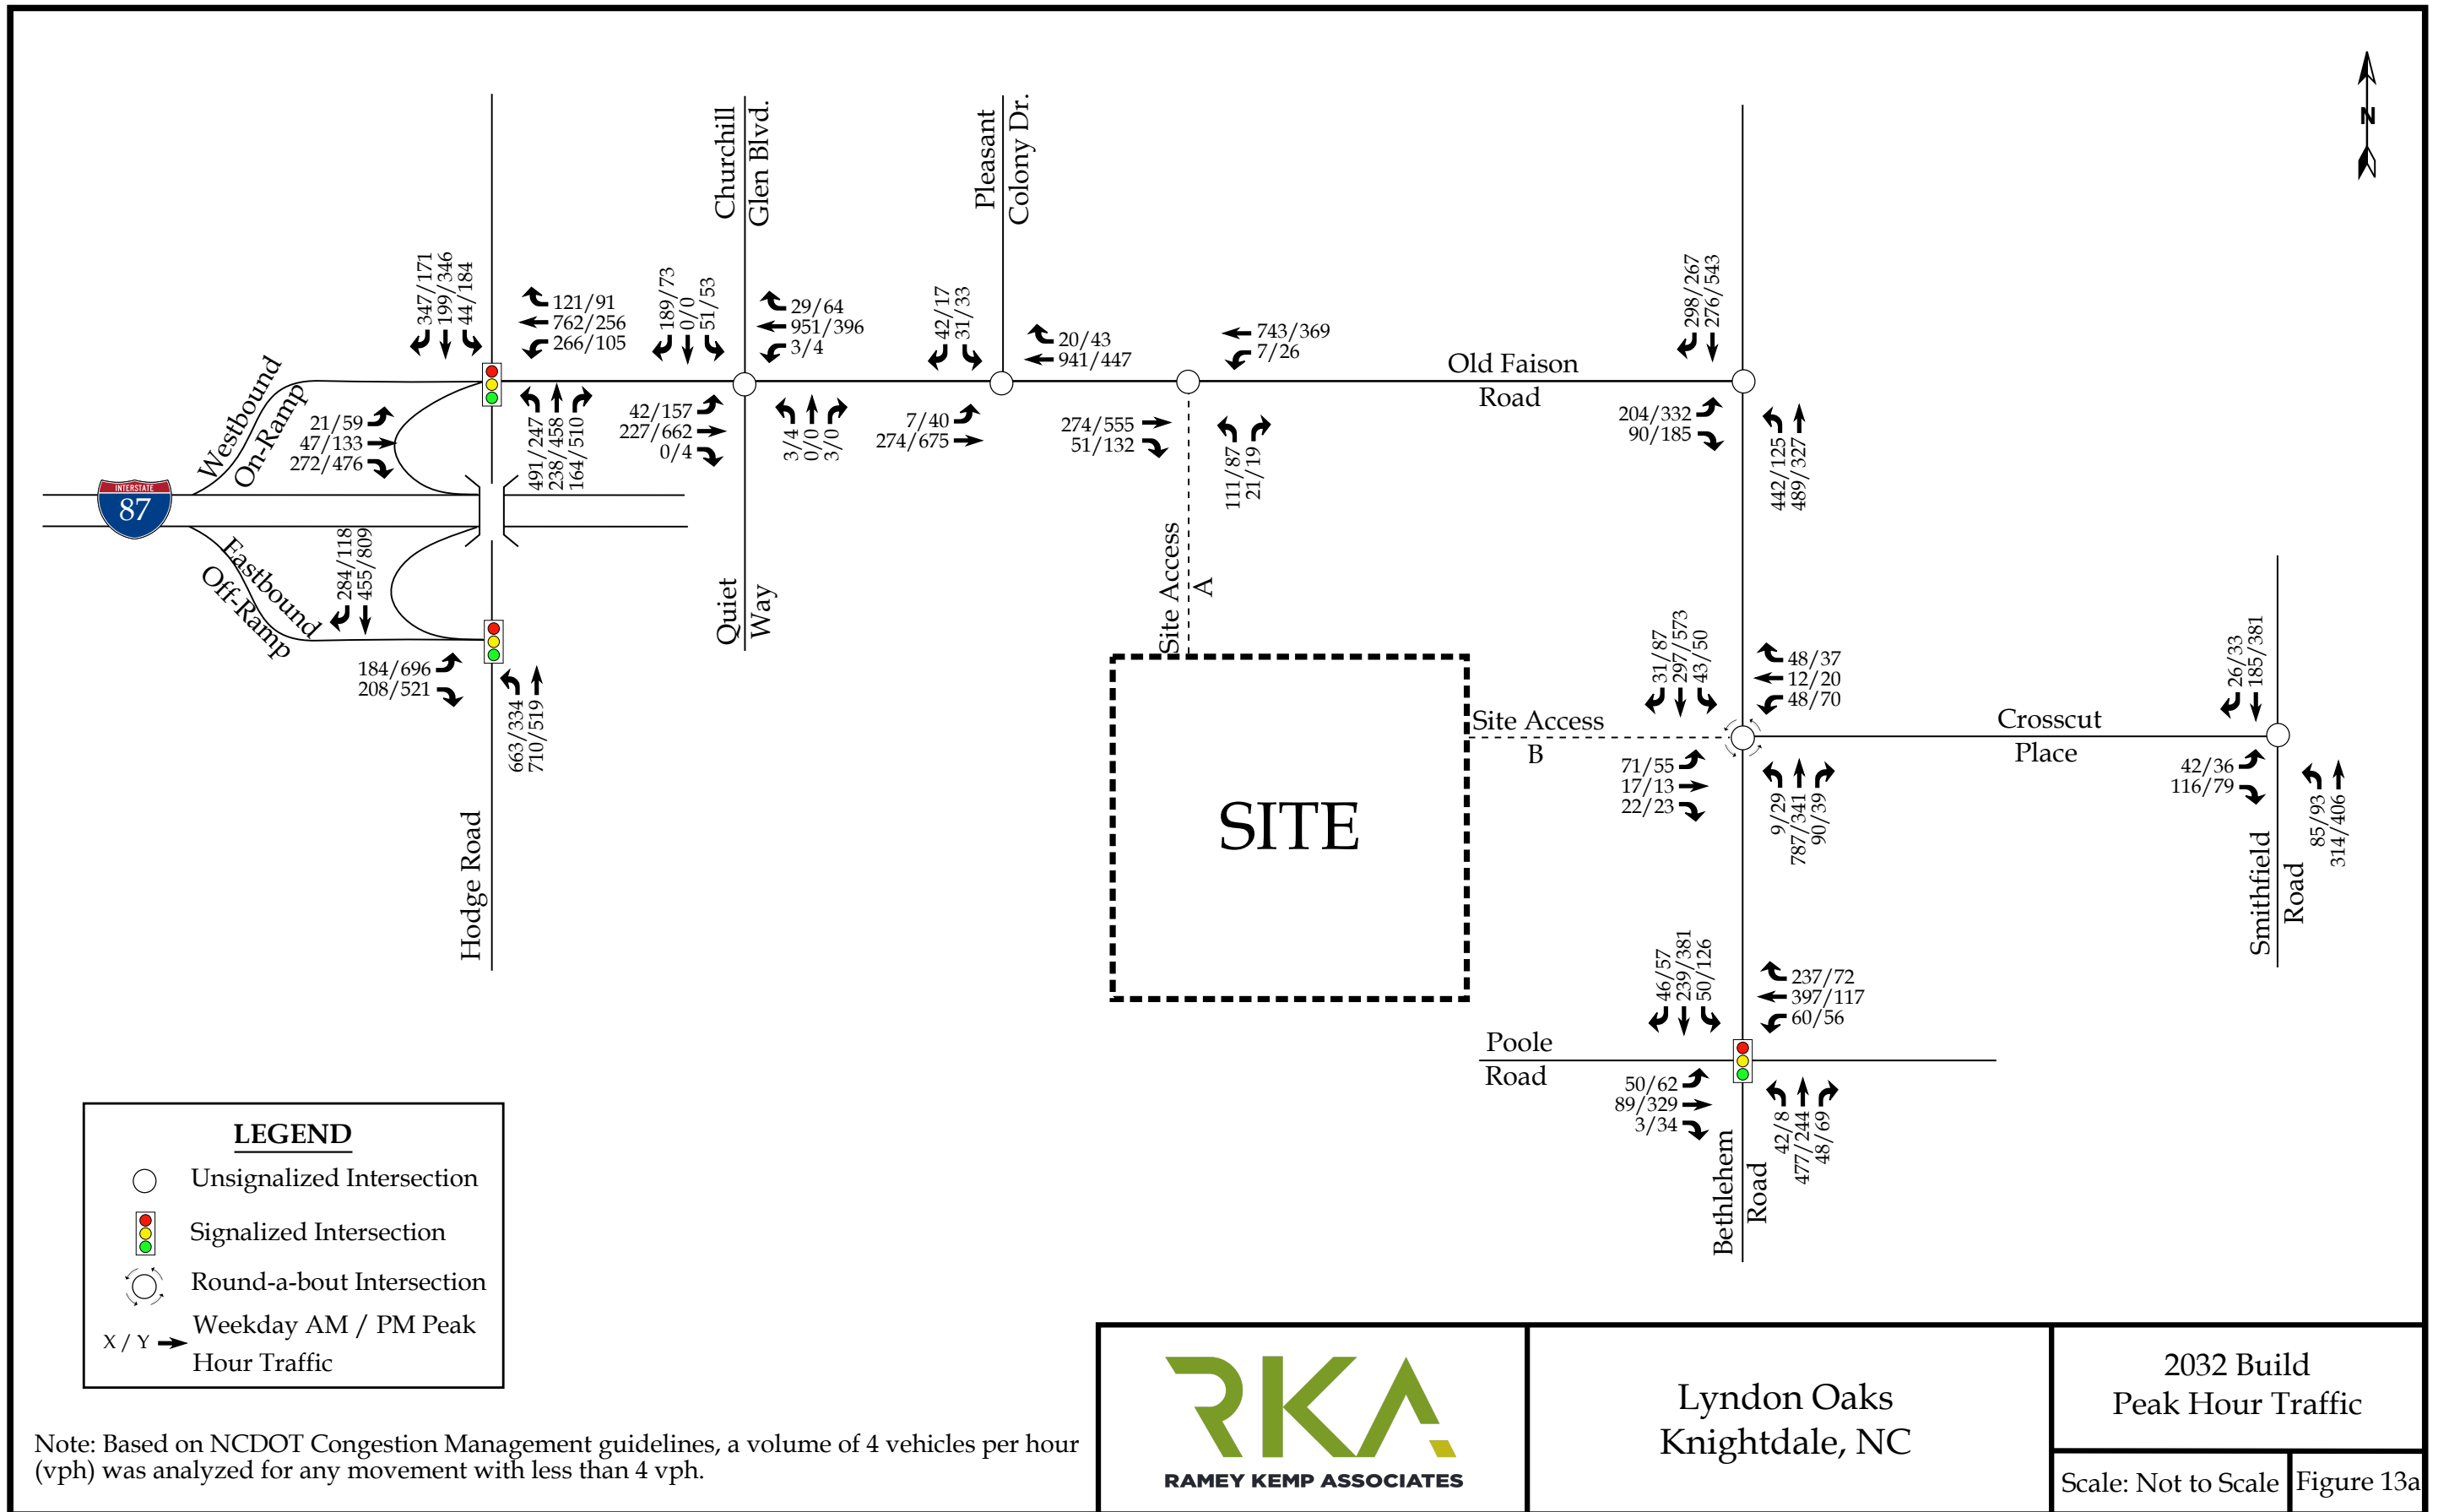 N
Churchill
Glen Blvd.
Pleasant
Colony Dr.
347/171
199/346
44/184
121/91
762/256
266/105
189/73
0/0
51/53
29/64
951/396
3/4
42/17
31/33
20/43
941/447
743/369
7/26
Old Faison
Road
298/267
276/543
Westbound
On-Ramp
21/59
47/133
272/476
491/247
238/458
164/510
42/157
227/662
0/4
3/4
0/0
3/0
7/40
274/675
274/555
51/132
111/87
21/19
204/332
90/185
442/125
489/327
INTERSTATE
87
Eastbound
Off-Ramp
284/118
455/809
184/696
208/521
663/334
710/519
Hodge Road
Quiet
Way
Site Access
A
SITE
Site Access
B
31/87
297/573
43/50
48/37
12/20
48/70
71/55
17/13
22/23
9/29
787/341
90/39
Crosscut
Place
26/33
185/381
42/36
116/79
85/93
314/406
Smithfield
Road
46/57
239/381
50/126
237/72
397/117
60/56
Poole
Road
50/62
89/329
3/34
42/8
477/244
48/69
Bethlehem
Road
LEGEND
Unsignalized Intersection
Signalized Intersection
Round-a-bout Intersection
X / Y
Weekday AM / PM Peak
Hour Traffic
Note: Based on NCDOT Congestion Management guidelines, a volume of 4 vehicles per hour
(vph) was analyzed for any movement with less than 4 vph.
RKA
RAMEY KEMP ASSOCIATES
Lyndon Oaks
Knightdale, NC
2032 Build
Peak Hour Traffic
Scale: Not to Scale
Figure 13a